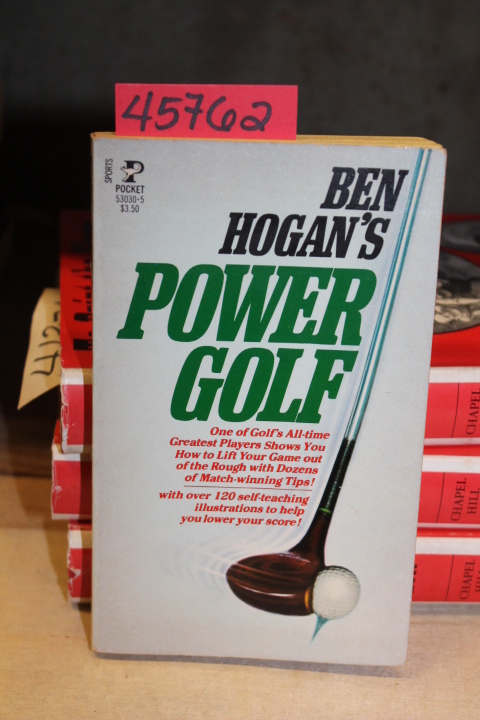 45762
SPORTS
POCKET
53030-5
$3.50
BEN
HOGAN'S
POWER
GOLF
One of Golf's All-time
Greatest Players Shows You
How to Lift Your Game out
of the Rough with Dozens
of Match-winning Tips!
with over 120 self-teaching
illustrations to help
you lower your score!
CHAPEL
CHAPEL
HILL
CHAPEL